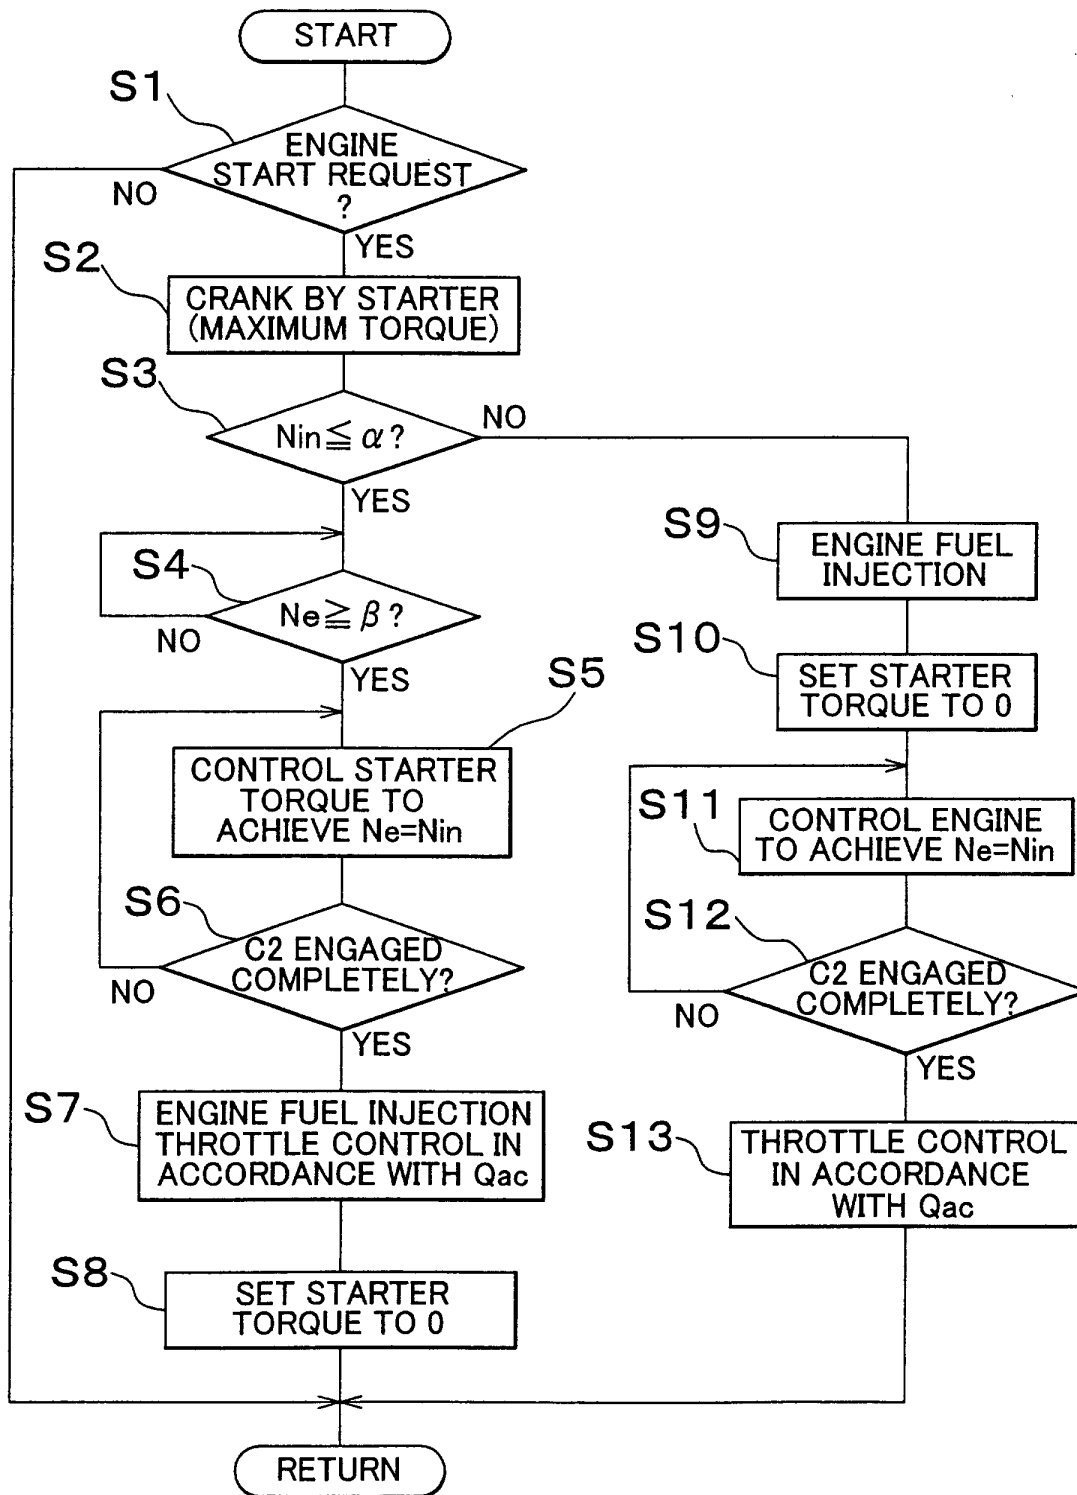 START
S1
ENGINE
START REQUEST
?
NO
YES
S2
CRANK BY STARTER
(MAXIMUM TORQUE)
S3
Nin≦α?
NO
YES
S4
Ne≧β?
NO
YES
S5
CONTROL STARTER
TORQUE TO
ACHIEVE Ne=Nin
S6
C2 ENGAGED
COMPLETELY?
NO
YES
S7
ENGINE FUEL INJECTION
THROTTLE CONTROL IN
ACCORDANCE WITH Qac
S8
SET STARTER
TORQUE TO 0
S9
ENGINE FUEL
INJECTION
S10
SET STARTER
TORQUE TO 0
S11
CONTROL ENGINE
TO ACHIEVE Ne=Nin
S12
C2 ENGAGED
COMPLETELY?
NO
YES
S13
THROTTLE CONTROL
IN ACCORDANCE
WITH Qac
RETURN